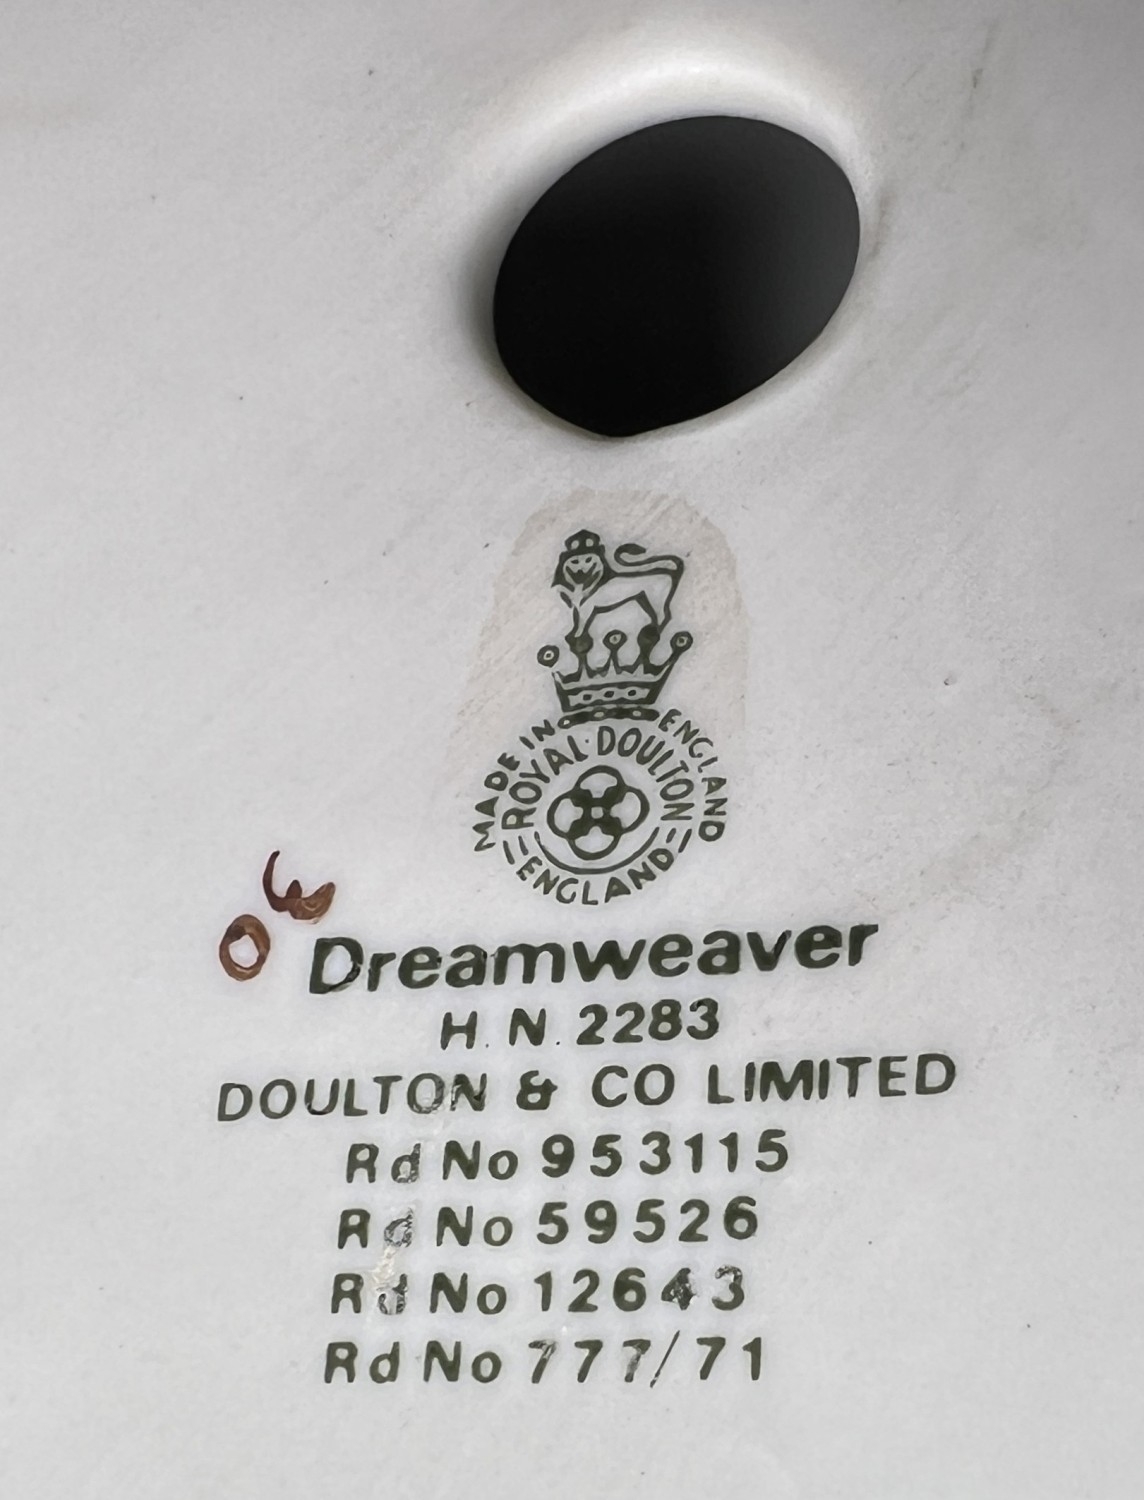 MADE IN ENGLAND
ROYAL DOULTON
ENGLAND
Dreamweaver
H.N.2283
DOULTON & CO LIMITED
Rd No 953115
Rd No 59526
Rd No 12643
Rd No 777/71